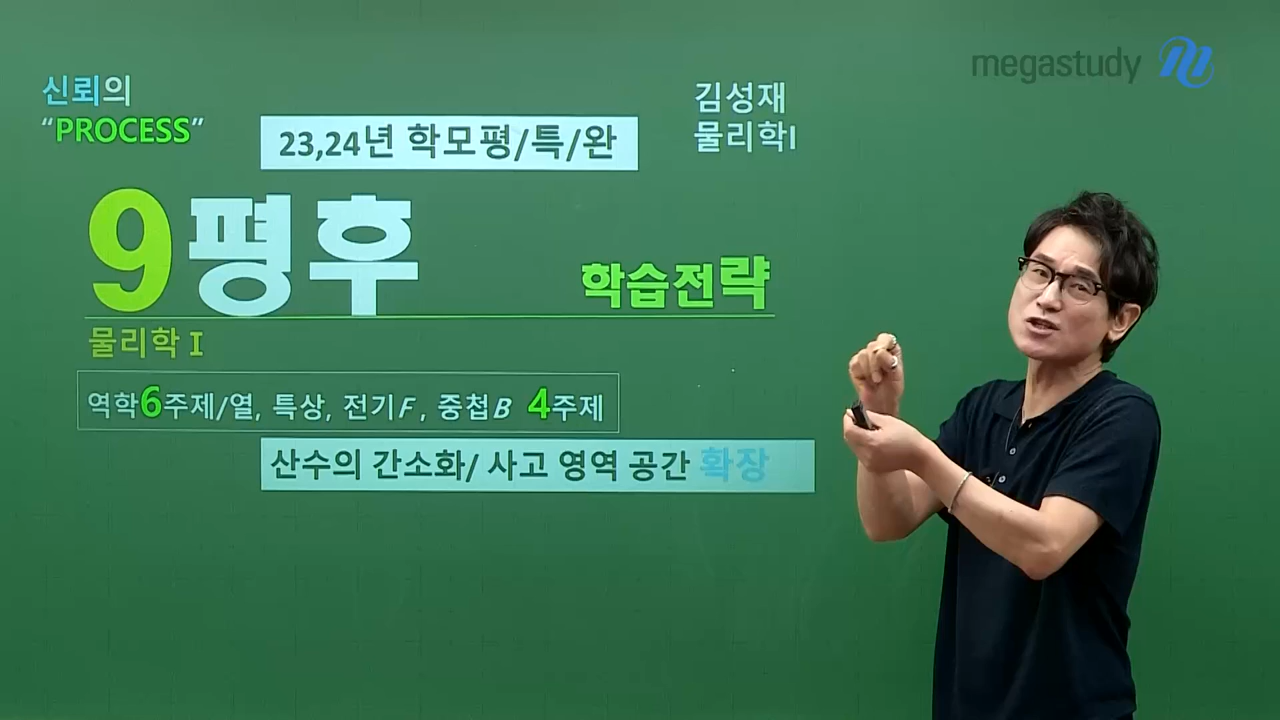 megastudy
신뢰의
“PROCESS”
김성재
물리학I
23,24년 학모평/특/완
9평후
학습전략
물리학 I
역학6주제/열, 특상, 전기F, 중첩B 4주제
산수의 간소화/ 사고 영역 공간 확장